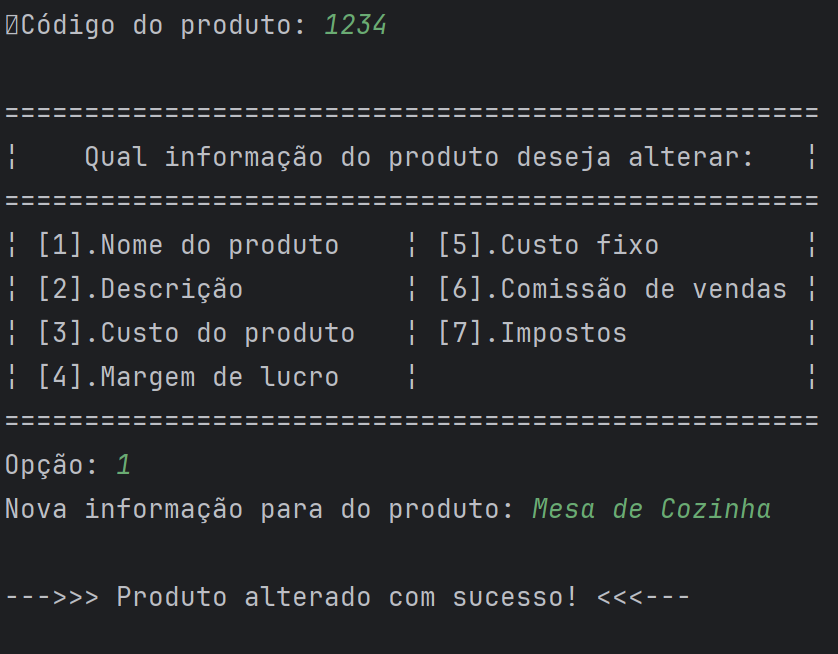 Código do produto: 1234
===================================================
¦    Qual informação do produto deseja alterar:   ¦
===================================================
¦ [1].Nome do produto    ¦ [5].Custo fixo         ¦
¦ [2].Descrição          ¦ [6].Comissão de vendas ¦
¦ [3].Custo do produto   ¦ [7].Impostos           ¦
¦ [4].Margem de lucro    ¦                        ¦
===================================================
Opção: 1
Nova informação para do produto: Mesa de Cozinha
--->>> Produto alterado com sucesso! <<<---